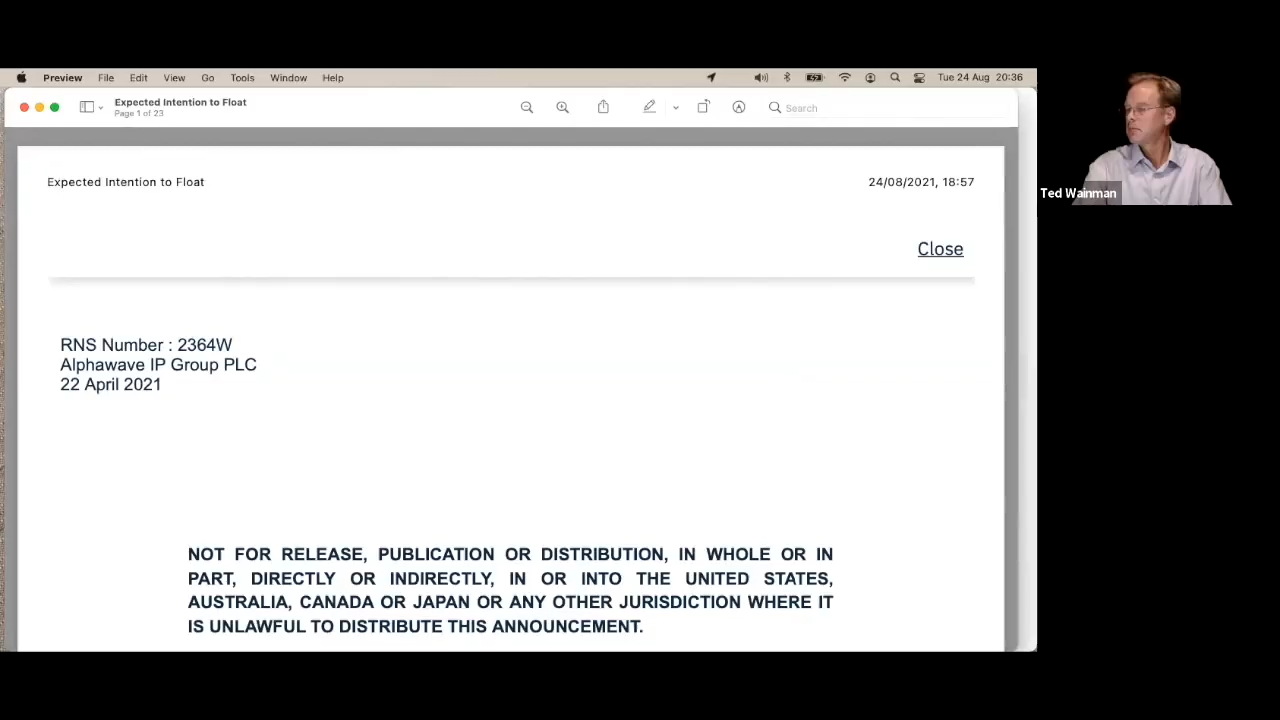 Preview File Edit View Go Tools Window Help Tue 24 Aug 20:36
Expected Intention to Float
Page 1 of 23
Search
Expected Intention to Float 24/08/2021, 18:57
Close
Ted Wainman
RNS Number : 2364W
Alphawave IP Group PLC
22 April 2021
NOT FOR RELEASE, PUBLICATION OR DISTRIBUTION, IN WHOLE OR IN
PART, DIRECTLY OR INDIRECTLY, IN OR INTO THE UNITED STATES,
AUSTRALIA, CANADA OR JAPAN OR ANY OTHER JURISDICTION WHERE IT
IS UNLAWFUL TO DISTRIBUTE THIS ANNOUNCEMENT.